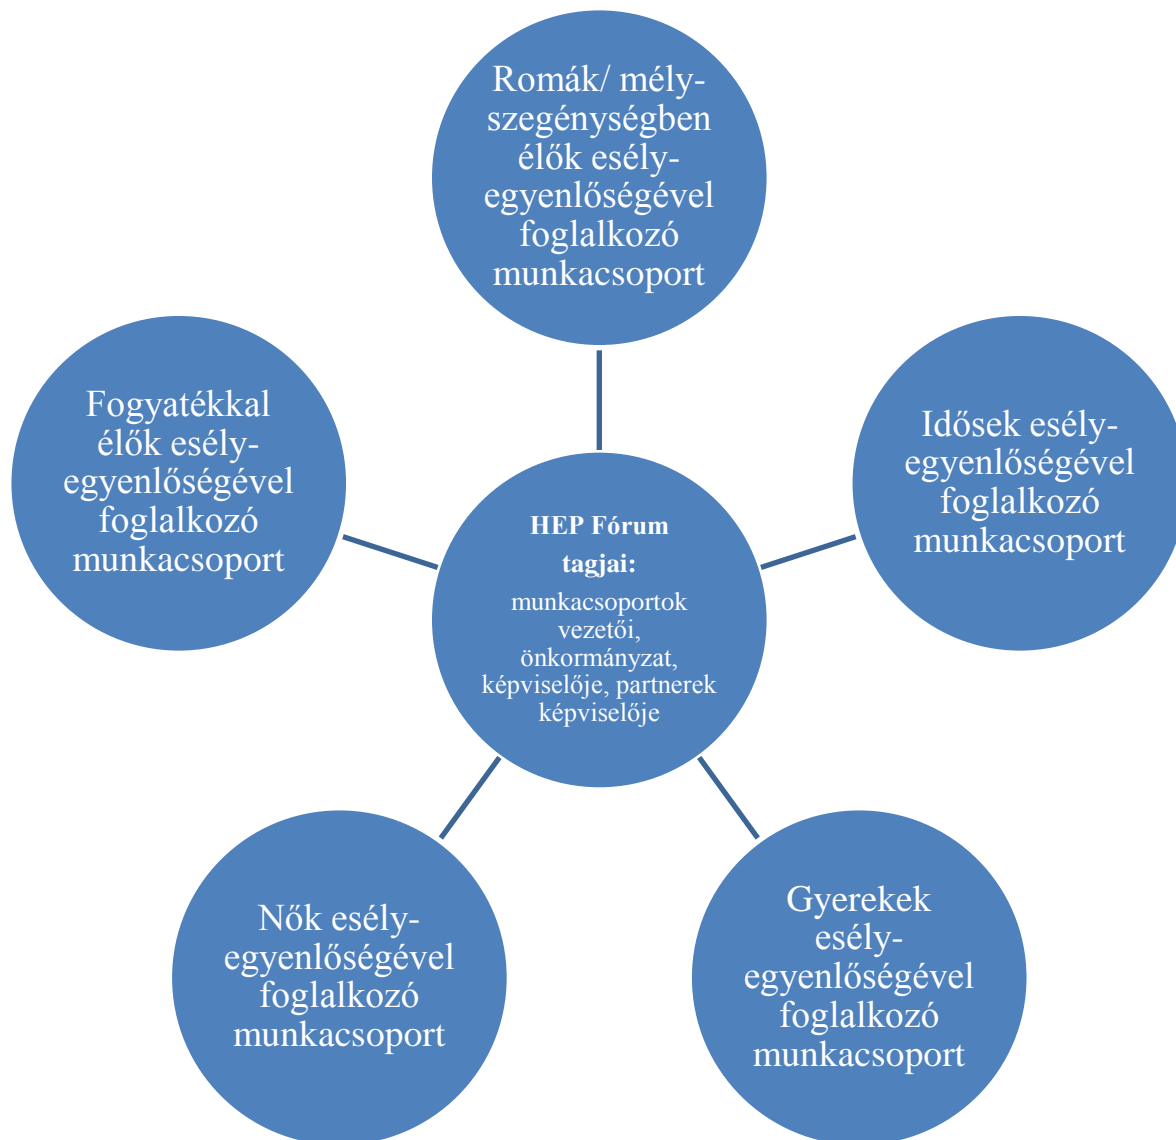 Romák/ mély-
szegénységben
élők esély-
egyenlőségével
foglalkozó
munkacsoport
Fogyatékkal
élők esély-
egyenlőségével
foglalkozó
munkacsoport
Idősek esély-
egyenlőségével
foglalkozó
munkacsoport
HEP Fórum
tagjai:
munkacsoportok
vezetői,
önkormányzat,
képviselője, partnerek
képviselője
Nők esély-
egyenlőségével
foglalkozó
munkacsoport
Gyerekek
esély-
egyenlőségével
foglalkozó
munkacsoport